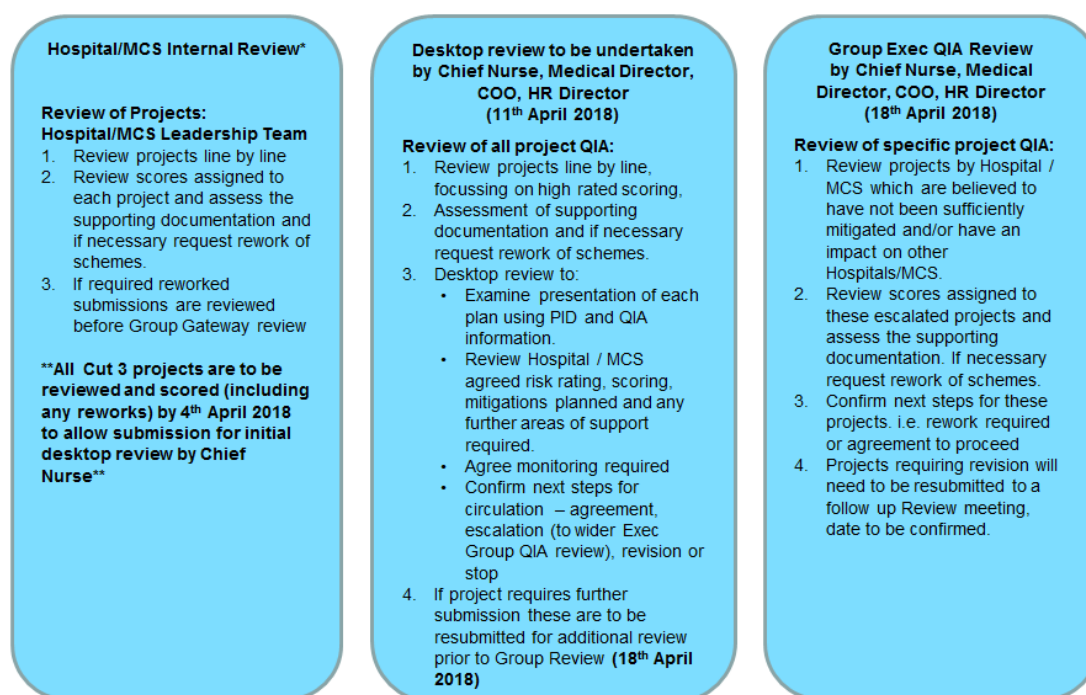 Hospital/MCS Internal Review*
Review of Projects:
Hospital/MCS Leadership Team
1. Review projects line by line
2. Review scores assigned to
each project and assess the
supporting documentation and
if necessary request rework of
schemes.
3. If required reworked
submissions are reviewed
before Group Gateway review
**All Cut 3 projects are to be
reviewed and scored (including
any reworks) by 4th April 2018
to allow submission for initial
desktop review by Chief
Nurse**
Desktop review to be undertaken
by Chief Nurse, Medical Director,
COO, HR Director
(11th April 2018)
Review of all project QIA:
1. Review projects line by line,
focussing on high rated scoring,
2. Assessment of supporting
documentation and if necessary
request rework of schemes.
3. Desktop review to:
• Examine presentation of each
plan using PID and QIA
information.
• Review Hospital / MCS
agreed risk rating, scoring,
mitigations planned and any
further areas of support
required.
• Agree monitoring required
• Confirm next steps for
circulation – agreement,
escalation (to wider Exec
Group QIA review), revision or
stop
4. If project requires further
submission these are to be
resubmitted for additional review
prior to Group Review (18th April
2018)
Group Exec QIA Review
by Chief Nurse, Medical
Director, COO, HR Director
(18th April 2018)
Review of specific project QIA:
1. Review projects by Hospital /
MCS which are believed to
have not been sufficiently
mitigated and/or have an
impact on other
Hospitals/MCS.
2. Review scores assigned to
these escalated projects and
assess the supporting
documentation. If necessary
request rework of schemes.
3. Confirm next steps for these
projects. i.e. rework required
or agreement to proceed
4. Projects requiring revision will
need to be resubmitted to a
follow up Review meeting,
date to be confirmed.